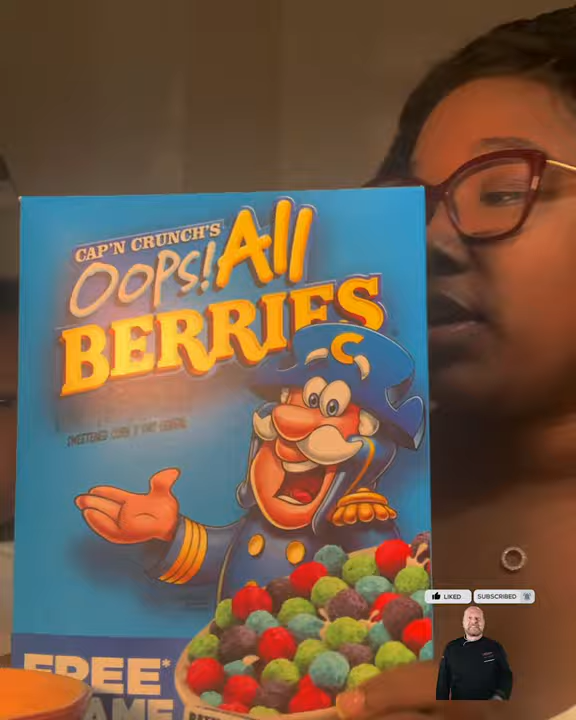 CAP'N CRUNCH'S
OOPS! All
BERRIES
SWEETENED CORN & OAT CEREAL
C
FREE*
LIKED
SUBSCRIBED